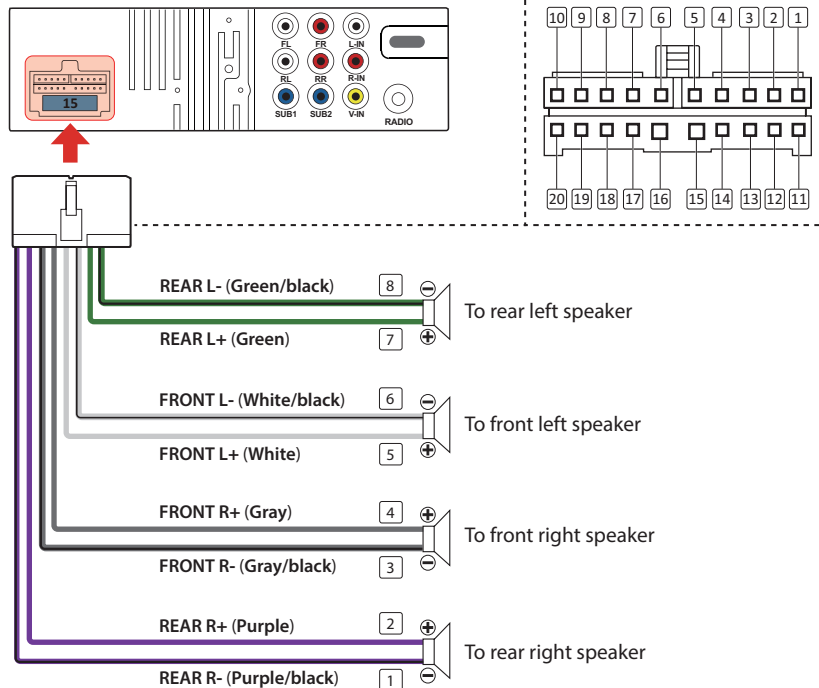 FL FR L-IN
RL RR R-IN
SUB1 SUB2 V-IN
RADIO
15
10 9 8 7 6 5 4 3 2 1
20 19 18 17 16 15 14 13 12 11
REAR L- (Green/black) 8
To rear left speaker
REAR L+ (Green) 7
FRONT L- (White/black) 6
To front left speaker
FRONT L+ (White) 5
FRONT R+ (Gray) 4
To front right speaker
FRONT R- (Gray/black) 3
REAR R+ (Purple) 2
To rear right speaker
REAR R- (Purple/black) 1